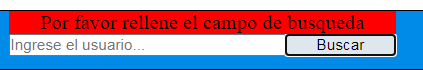 Por favor rellene el campo de busqueda
Ingrese el usuario... Buscar